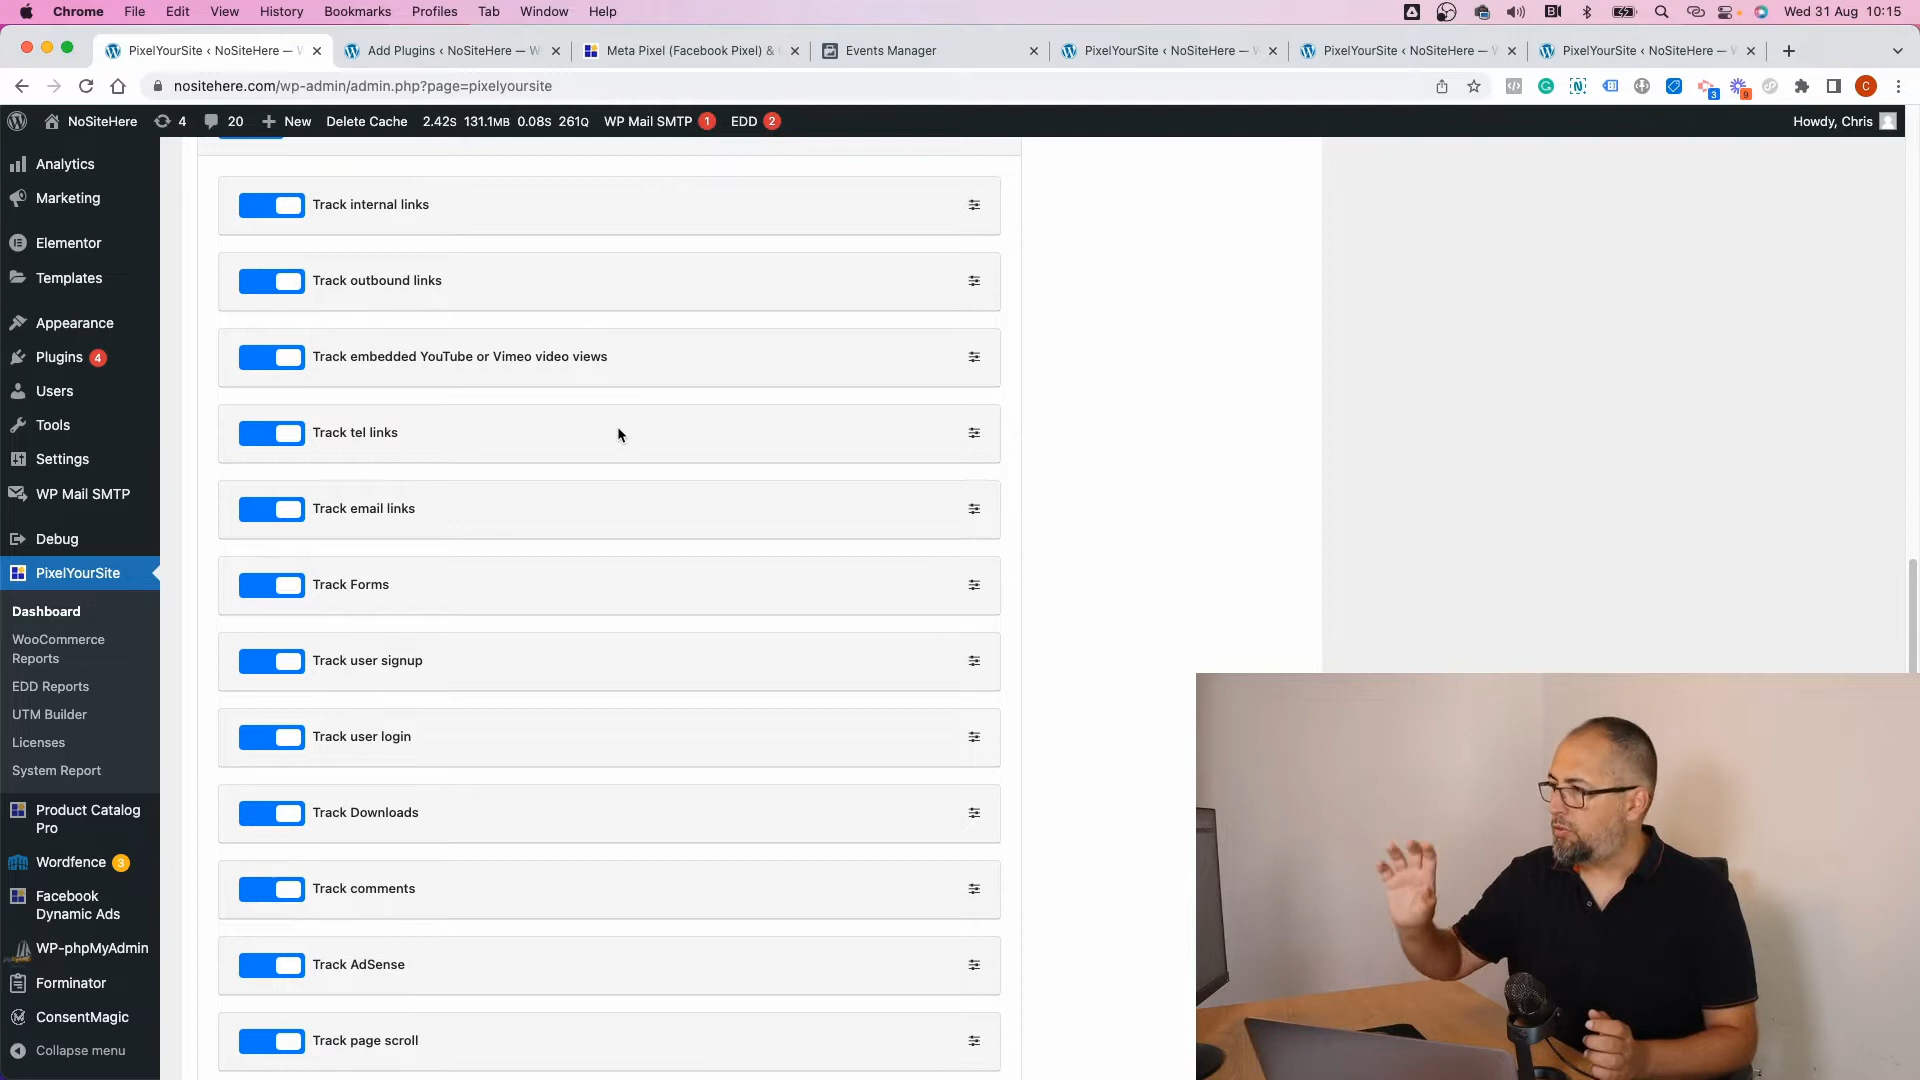 Chrome File Edit View History Bookmarks Profiles Tab Window Help
Wed 31 Aug 10:15
PixelYourSite ‹ NoSiteHere — W
Add Plugins ‹ NoSiteHere — W
Meta Pixel (Facebook Pixel) &
Events Manager
PixelYourSite ‹ NoSiteHere — W
PixelYourSite ‹ NoSiteHere — W
PixelYourSite ‹ NoSiteHere — W
nositehere.com/wp-admin/admin.php?page=pixelyoursite
3
9
C
NoSiteHere 4 20 New Delete Cache 2.42S 131.1MB 0.08S 261Q WP Mail SMTP 1 EDD 2
Howdy, Chris
Analytics
Marketing
Elementor
Templates
Appearance
Plugins 4
Users
Tools
Settings
WP Mail SMTP
Debug
PixelYourSite
Dashboard
WooCommerce
Reports
EDD Reports
UTM Builder
Licenses
System Report
Product Catalog
Pro
Wordfence 3
Facebook
Dynamic Ads
WP-phpMyAdmin
Forminator
ConsentMagic
Collapse menu
Track internal links
Track outbound links
Track embedded YouTube or Vimeo video views
Track tel links
Track email links
Track Forms
Track user signup
Track user login
Track Downloads
Track comments
Track AdSense
Track page scroll